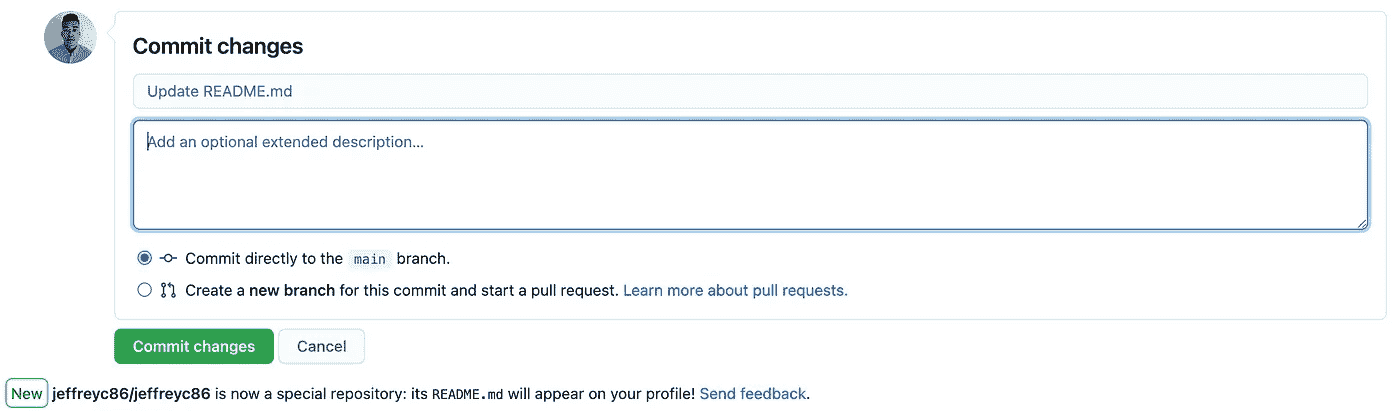 Commit changes
Update README.md
Add an optional extended description...
Commit directly to the main branch.
Create a new branch for this commit and start a pull request. Learn more about pull requests.
Commit changes Cancel
New jeffreyc86/jeffreyc86 is now a special repository: its README.md will appear on your profile! Send feedback.